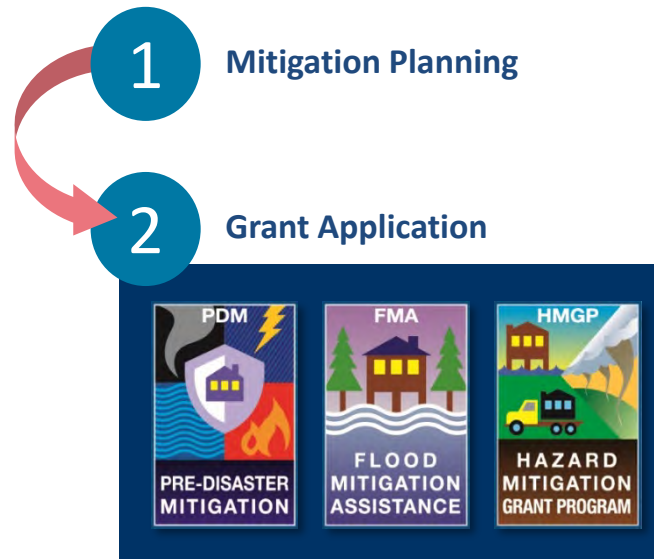 1
Mitigation Planning
2
Grant Application
PDM
PRE-DISASTER
MITIGATION
FMA
FLOOD
MITIGATION
ASSISTANCE
HMGP
HAZARD
MITIGATION
GRANT PROGRAM